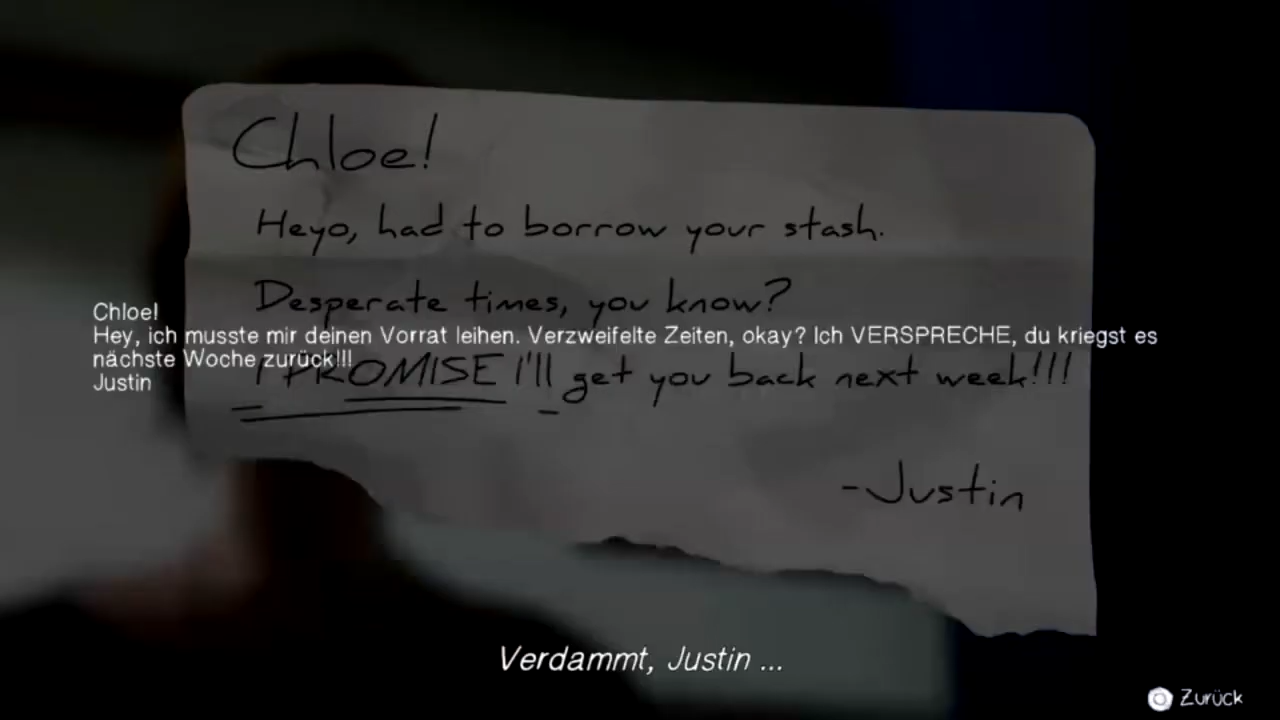 Chloe!
Heyo, had to borrow your stash.
Desperate times, you know?
I PROMISE I'll get you back next week!!!
-Justin
Chloe!
Hey, ich musste mir deinen Vorrat leihen. Verzweifelte Zeiten, okay? Ich VERSPRECHE, du kriegst es
nächste Woche zurück!!!
Justin
Verdammt, Justin ...
Zurück